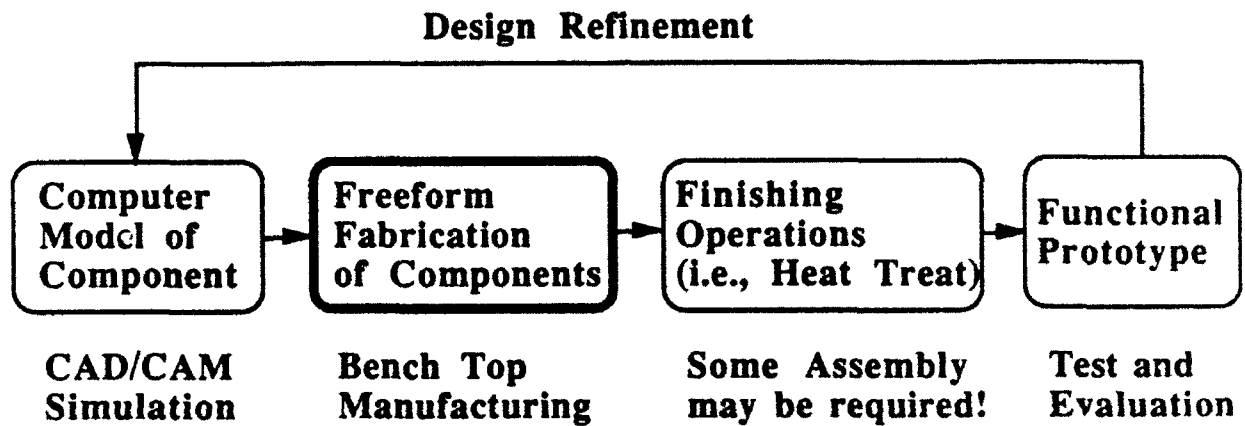 Design Refinement
Computer
Model of
Component
Freeform
Fabrication
of Components
Finishing
Operations
(i.e., Heat Treat)
Functional
Prototype
CAD/CAM
Simulation
Bench Top
Manufacturing
Some Assembly
may be required!
Test and
Evaluation